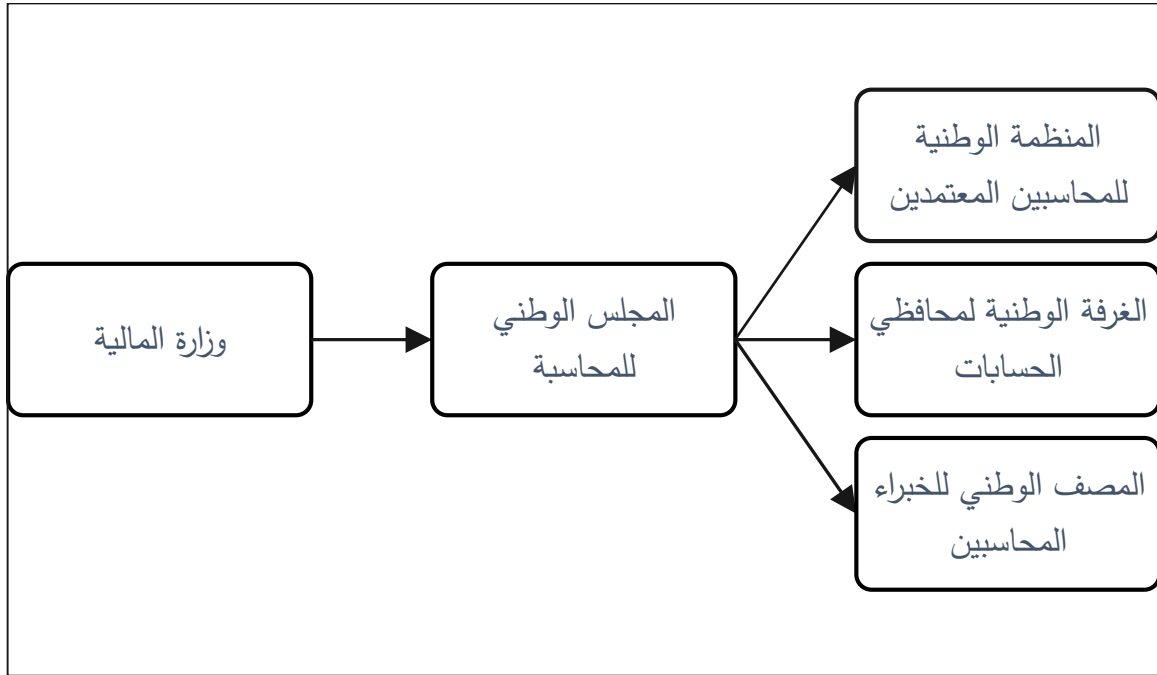 وزارة المالية
المجلس الوطني
للمحاسبة
المنظمة الوطنية
للمحاسبين المعتمدين
الغرفة الوطنية لمحافظي
الحسابات
المصف الوطني للخبراء
المحاسبين